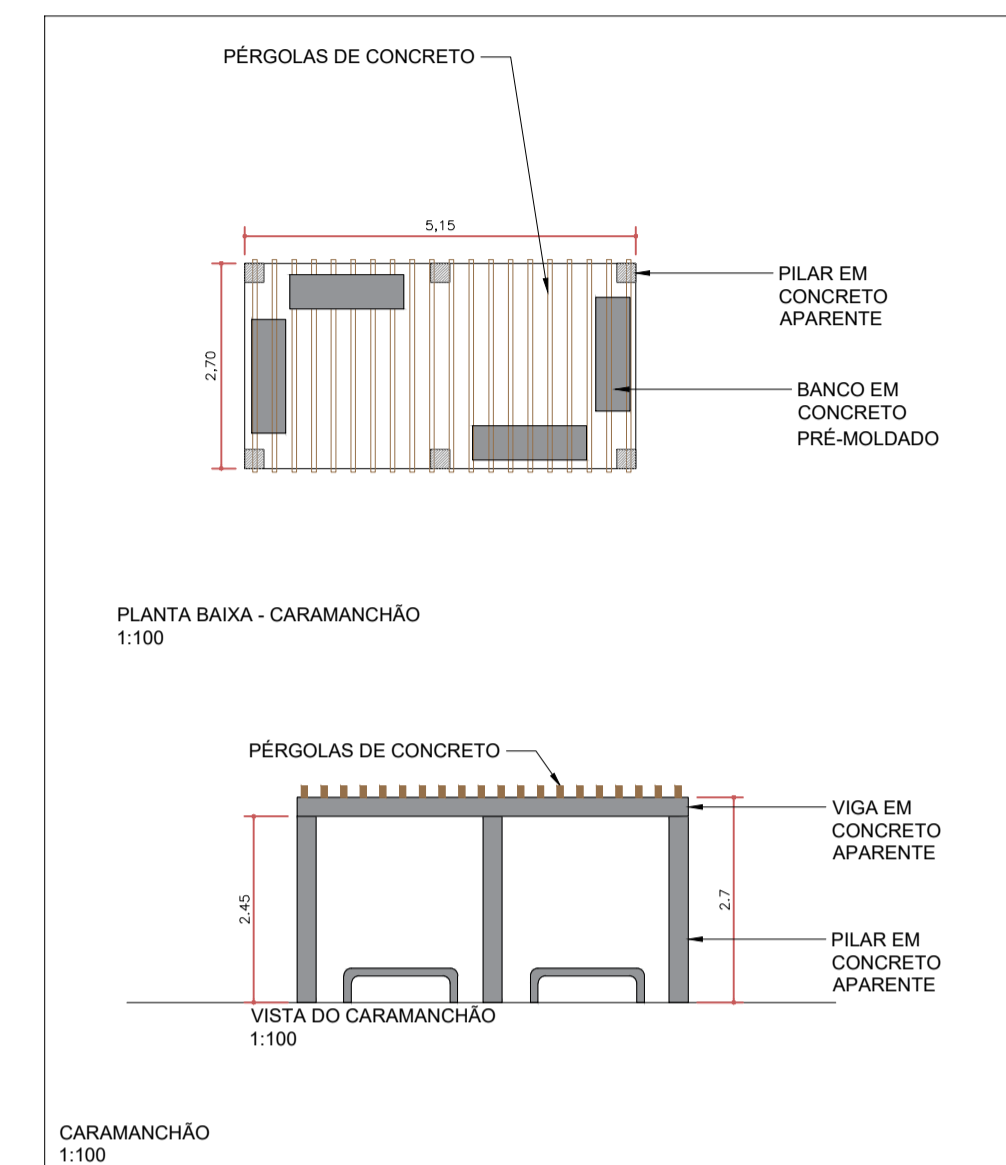 PÉRGOLAS DE CONCRETO
5,15
PILAR EM
CONCRETO
APARENTE
2,70
BANCO EM
CONCRETO
PRÉ-MOLDADO
PLANTA BAIXA - CARAMANCHÃO
1:100
PÉRGOLAS DE CONCRETO
VIGA EM
CONCRETO
APARENTE
2.45
2.7
PILAR EM
CONCRETO
APARENTE
VISTA DO CARAMANCHÃO
1:100
CARAMANCHÃO
1:100